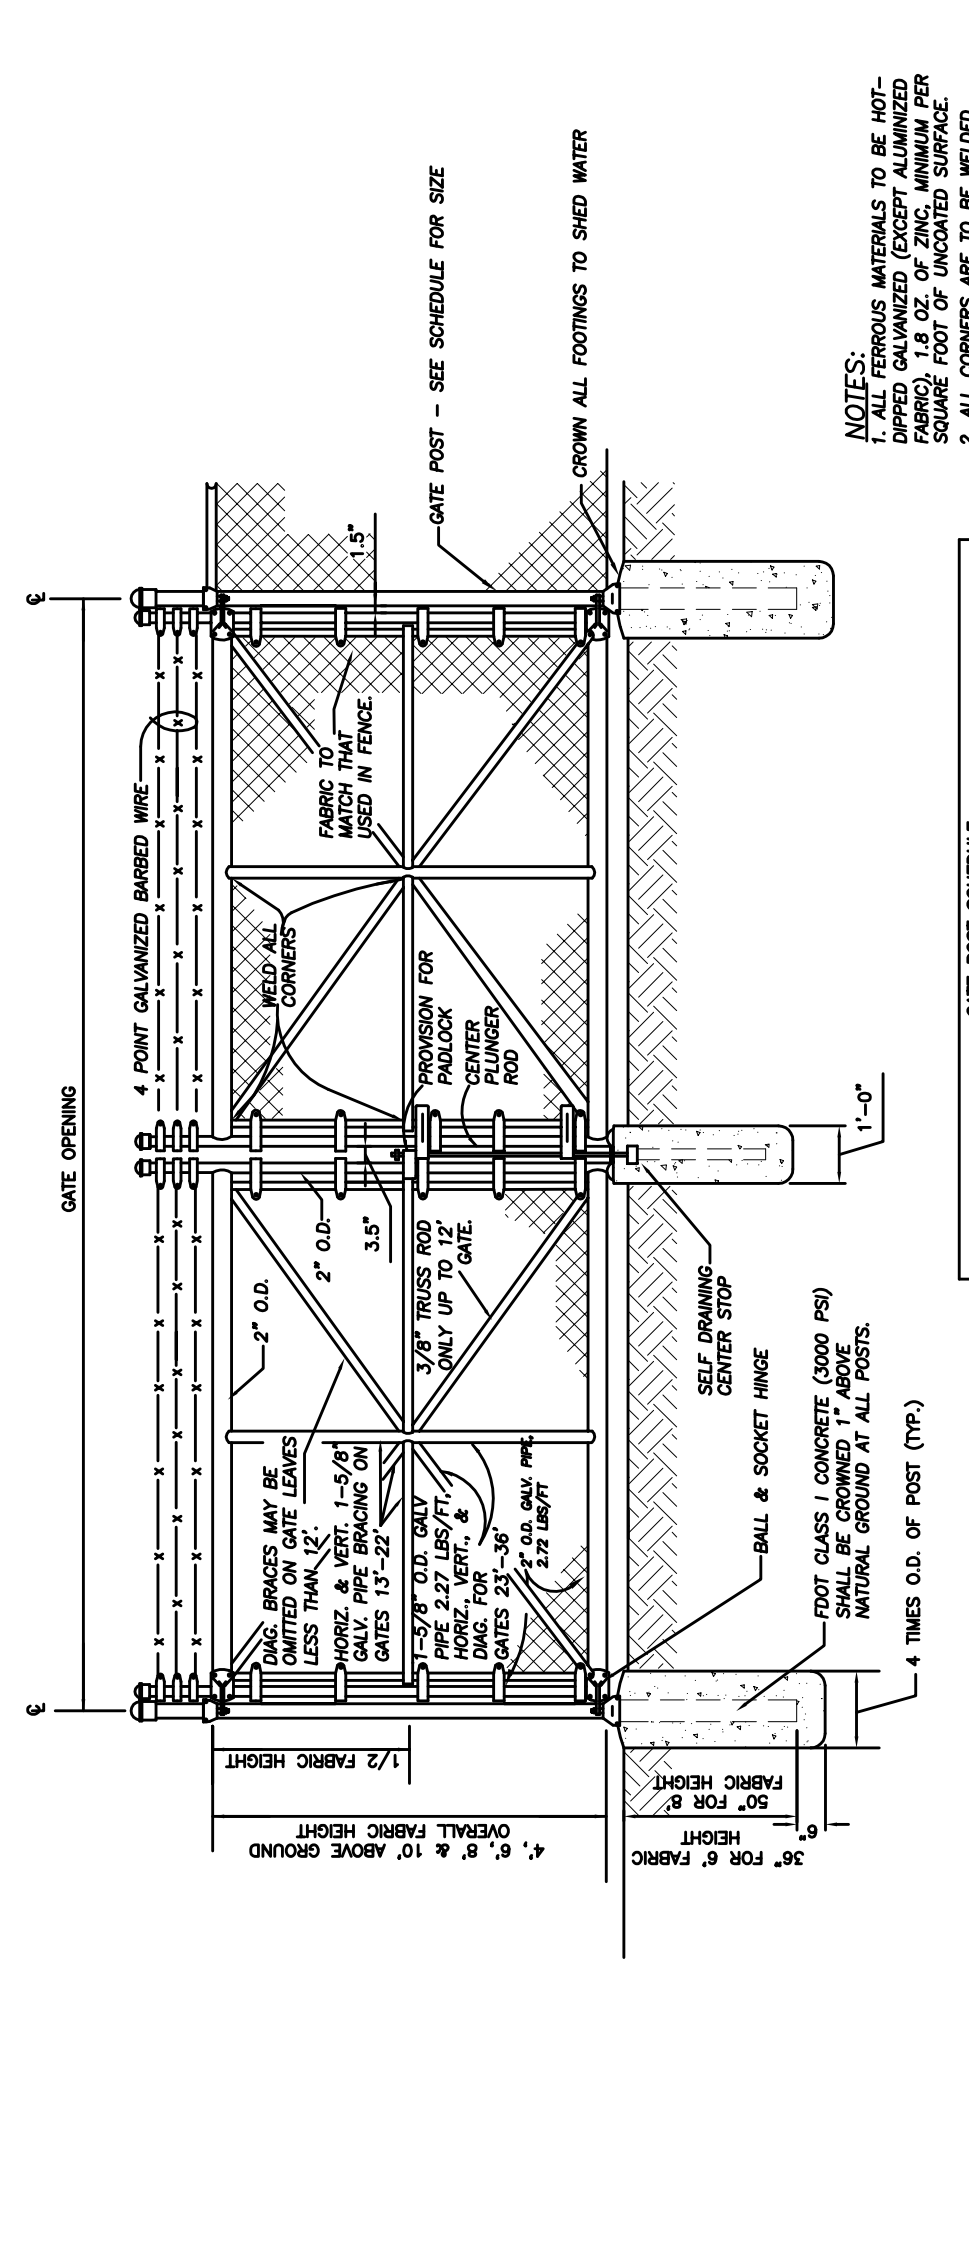 ℄
℄
GATE OPENING
4 POINT GALVANIZED BARBED WIRE
2" O.D.
2" O.D.
3.5"
1.5"
WELD ALL
CORNERS
FABRIC TO
MATCH THAT
USED IN FENCE.
GATE POST - SEE SCHEDULE FOR SIZE
CROWN ALL FOOTINGS TO SHED WATER
PROVISION FOR
PADLOCK
CENTER
PLUNGER
ROD
3/8" TRUSS ROD
ONLY UP TO 12'
GATE.
DIAG. BRACES MAY BE
OMITTED ON GATE LEAVES
LESS THAN 12'.
HORIZ. & VERT. 1-5/8"
GALV. PIPE BRACING ON
GATES 13'-22'
1-5/8" O.D. GALV
PIPE 2.27 LBS/FT,
HORIZ., VERT., &
DIAG. FOR
GATES 23'-36'
2" O.D. GALV. PIPE,
2.72 LBS/FT
1/2 FABRIC HEIGHT
4', 6', 8' & 10' ABOVE GROUND
OVERALL FABRIC HEIGHT
36" FOR 6' FABRIC
HEIGHT
50" FOR 8'
FABRIC HEIGHT
6"
SELF DRAINING
CENTER STOP
1'-0"
BALL & SOCKET HINGE
FDOT CLASS I CONCRETE (3000 PSI)
SHALL BE CROWNED 1" ABOVE
NATURAL GROUND AT ALL POSTS.
4 TIMES O.D. OF POST (TYP.)
NOTES:
1. ALL FERROUS MATERIALS TO BE HOT-
DIPPED GALVANIZED (EXCEPT ALUMINIZED
FABRIC), 1.8 OZ. OF ZINC, MINIMUM PER
SQUARE FOOT OF UNCOATED SURFACE.
2. ALL CORNERS ARE TO BE WELDED